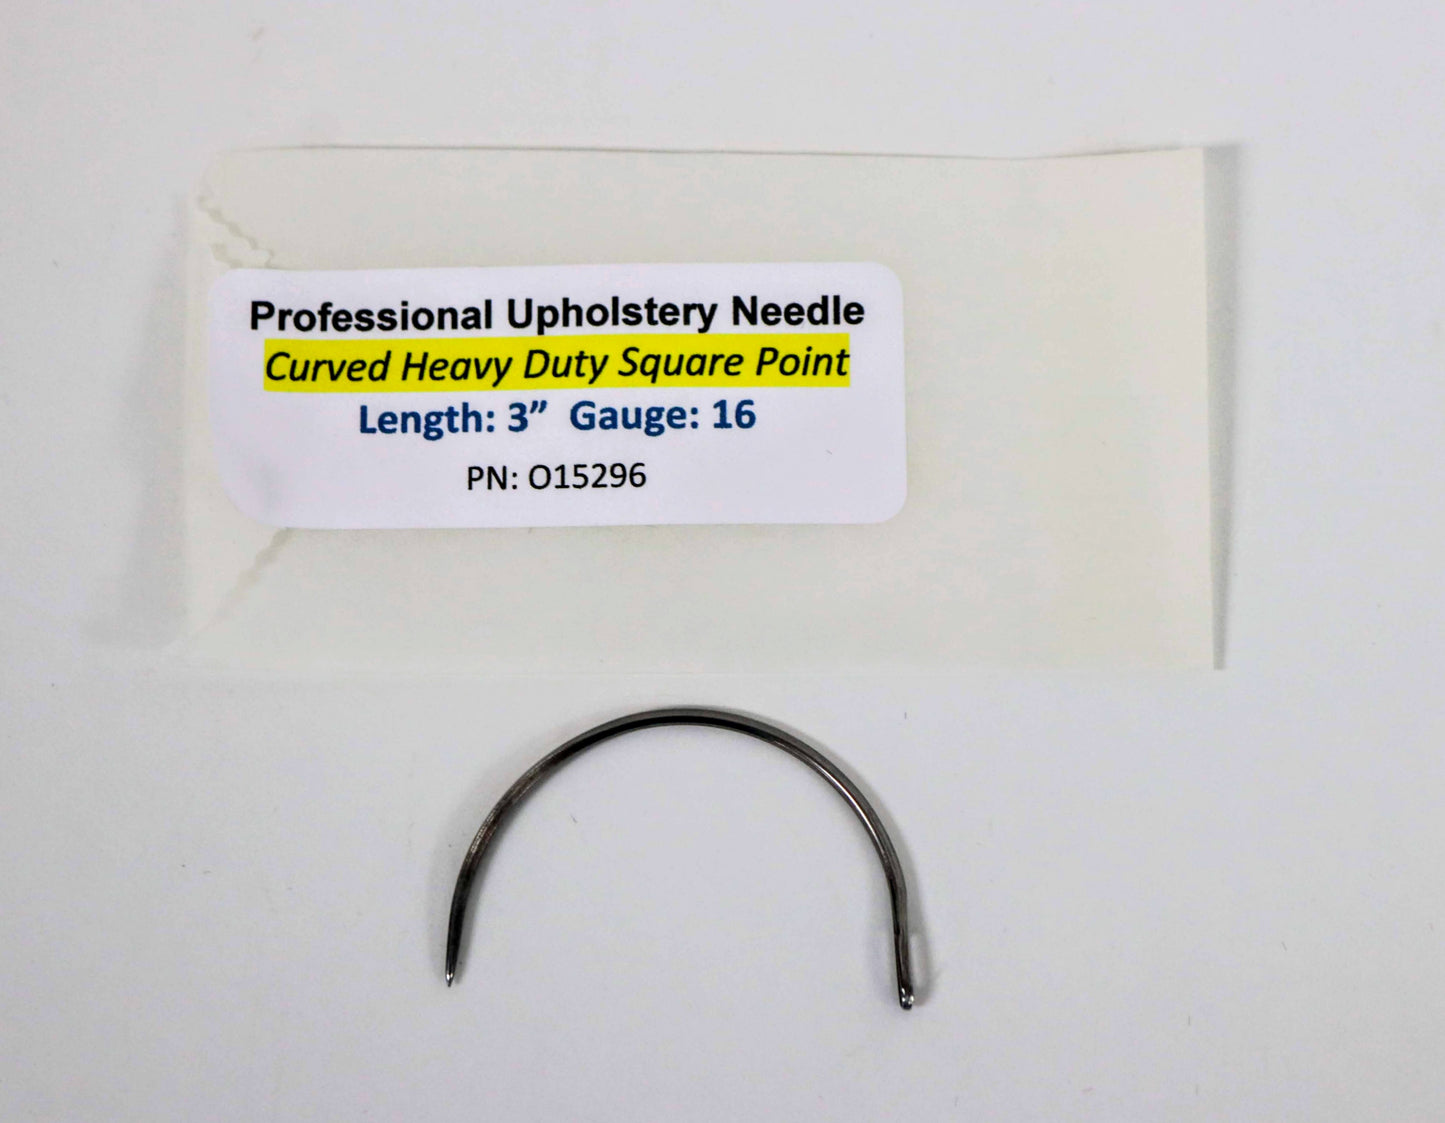 Professional Upholstery Needle
Curved Heavy Duty Square Point
Length: 3” Gauge: 16
PN: O15296